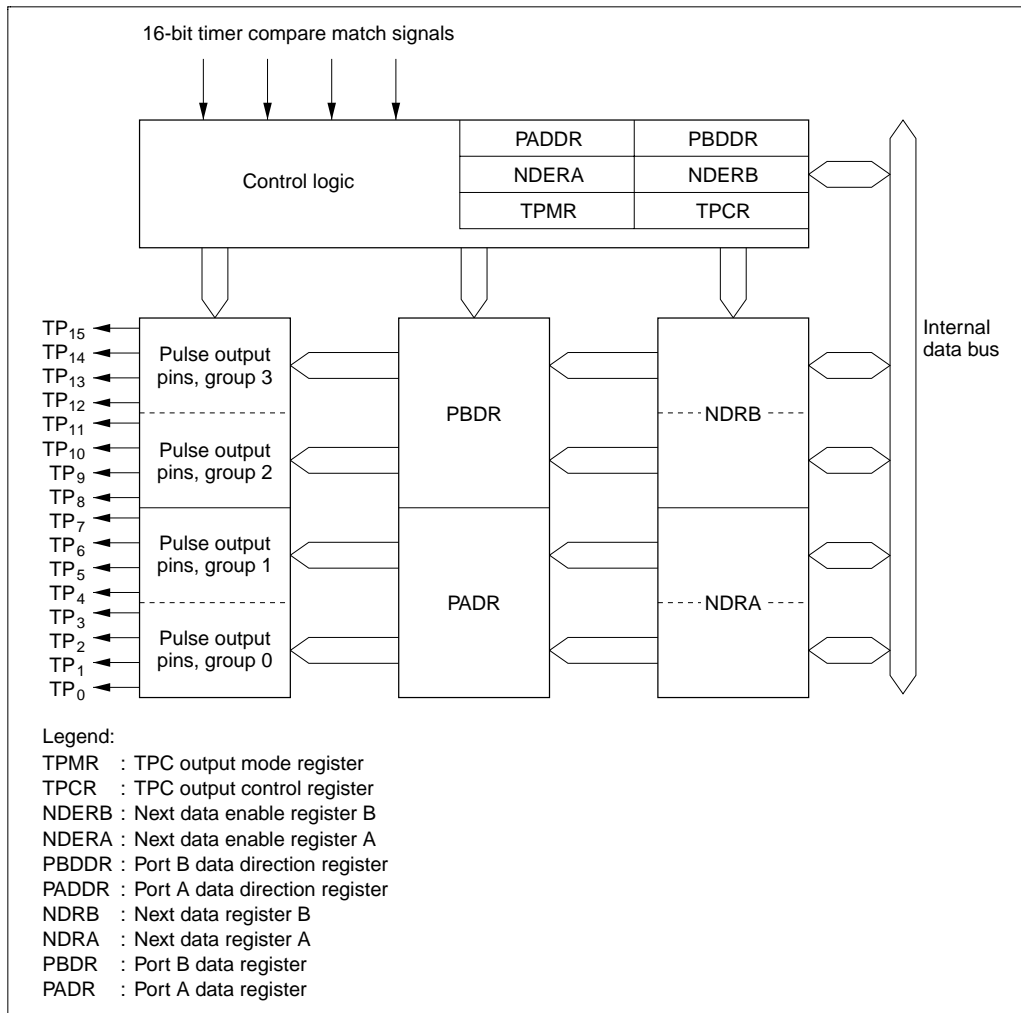 16-bit timer compare match signals
PADDR PBDDR
Control logic NDERA NDERB
TPMR TPCR
Internal
data bus
TP15
TP14
TP13
TP12
TP11
TP10
TP9
TP8
TP7
TP6
TP5
TP4
TP3
TP2
TP1
TP0
Pulse output
pins, group 3
Pulse output
pins, group 2
Pulse output
pins, group 1
Pulse output
pins, group 0
PBDR
PADR
NDRB
NDRA
Legend:
TPMR : TPC output mode register
TPCR : TPC output control register
NDERB : Next data enable register B
NDERA : Next data enable register A
PBDDR : Port B data direction register
PADDR : Port A data direction register
NDRB : Next data register B
NDRA : Next data register A
PBDR : Port B data register
PADR : Port A data register